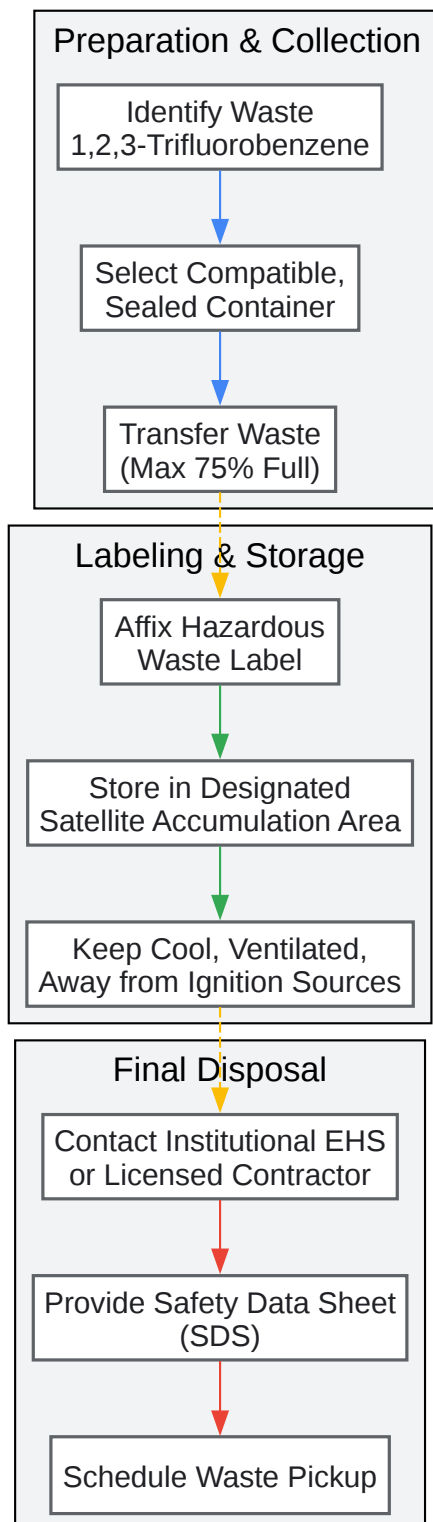 Preparation & Collection
Identify Waste
1,2,3-Trifluorobenzene
Select Compatible,
Sealed Container
Transfer Waste
(Max 75% Full)
Labeling & Storage
Affix Hazardous
Waste Label
Store in Designated
Satellite Accumulation Area
Keep Cool, Ventilated,
Away from Ignition Sources
Final Disposal
Contact Institutional EHS
or Licensed Contractor
Provide Safety Data Sheet
(SDS)
Schedule Waste Pickup